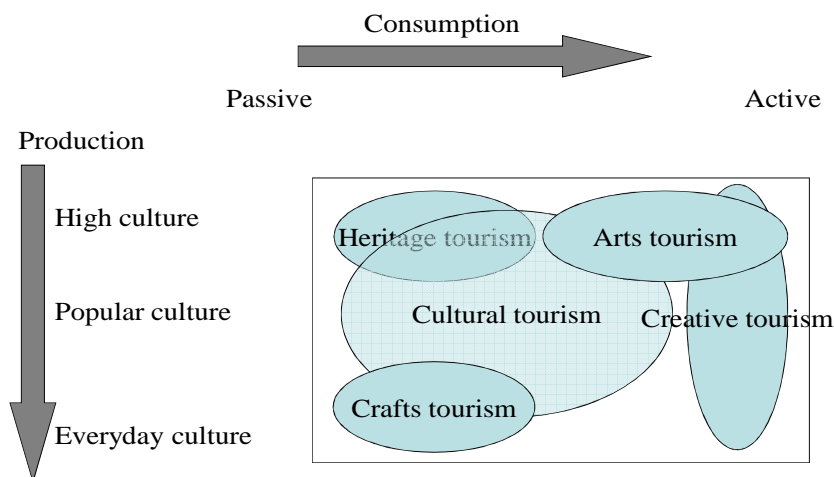 Consumption
Passive
Active
Production
High culture
Heritage tourism
Arts tourism
Popular culture
Cultural tourism
Creative tourism
Crafts tourism
Everyday culture